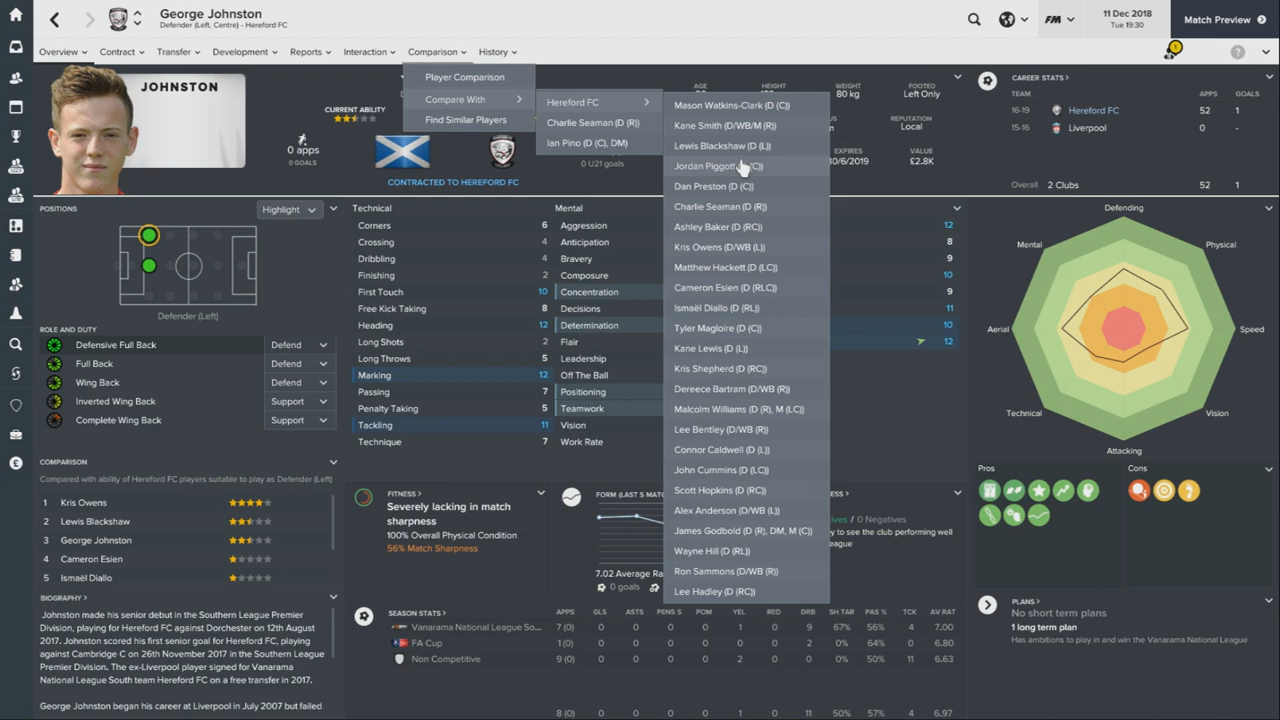 George Johnston
Defender (Left, Centre) - Hereford FC
FM
11 Dec 2018
Tue 19:30
Match Preview
Overview
Contract
Transfer
Development
Reports
Interaction
Comparison
History
1
?
JOHNSTON
CURRENT ABILITY
0 apps
0 GOALS
CONTRACTED TO HEREFORD FC
0 U21 goals
Player Comparison
Compare With
Find Similar Players
Hereford FC
Charlie Seaman (D (R))
Ian Pino (D (C), DM)
Mason Watkins-Clark (D (C))
Kane Smith (D/WB/M (R))
Lewis Blackshaw (D (L))
Jordan Piggott (C))
Dan Preston (D (C))
Charlie Seaman (D (R))
Ashley Baker (D (RC))
Kris Owens (D/WB (L))
Matthew Hackett (D (LC))
Cameron Esien (D (RLC))
Ismaël Diallo (D (RL))
Tyler Magloire (D (C))
Kane Lewis (D (L))
Kris Shepherd (D (RC))
Dereece Bartram (D/WB (R))
Malcolm Williams (D (R), M (LC))
Lee Bentley (D/WB (R))
Connor Caldwell (D (L))
John Cummins (D (LC))
Scott Hopkins (D (RC))
Alex Anderson (D/WB (L))
James Godbold (D (R), DM, M (C))
Wayne Hill (D (RL))
Ron Sammons (D/WB (R))
Lee Hadley (D (RC))
AGE
HEIGHT
WEIGHT
80 kg
FOOTED
Left Only
REPUTATION
Local
EXPIRES
30/6/2019
VALUE
£2.8K
CAREER STATS >
APPS
GOALS
16-19
Hereford FC
52
1
15-16
Liverpool
0
-
Overall
2 Clubs
52
1
POSITIONS
Highlight
Defender (Left)
ROLE AND DUTY
Defensive Full Back
Defend
Full Back
Defend
Wing Back
Defend
Inverted Wing Back
Support
Complete Wing Back
Support
Technical
Corners 6
Crossing 4
Dribbling 4
Finishing 2
First Touch 10
Free Kick Taking 8
Heading 12
Long Shots 2
Long Throws 5
Marking 12
Passing 7
Penalty Taking 5
Tackling 11
Technique 7
Mental
Aggression
Anticipation
Bravery
Composure
Concentration
Decisions
Determination
Flair
Leadership
Off The Ball
Positioning
Teamwork
Vision
Work Rate
12
8
9
10
9
11
10
12
Defending
Mental
Physical
Aerial
Speed
Technical
Vision
Attacking
Pros
Cons
COMPARISON
Compared with ability of Hereford FC players suitable to play as Defender (Left)
1 Kris Owens
2 Lewis Blackshaw
3 George Johnston
4 Cameron Esien
5 Ismaël Diallo
BIOGRAPHY >
Johnston made his senior debut in the Southern League Premier
Division, playing for Hereford FC against Dorchester on 12th August
2017. Johnston scored his first senior goal for Hereford FC, playing
against Cambridge C on 26th November 2017 in the Southern
League Premier Division. The ex-Liverpool player signed for Vanarama
National League South team Hereford FC on a free transfer in 2017.
George Johnston began his career at Liverpool in July 2007 but failed
FITNESS >
Severely lacking in match
sharpness
100% Overall Physical Condition
56% Match Sharpness
FORM (LAST 5 MATC
7.02 Average Ra
0 goals
ESS >
/ 0 Negatives
y to see the club performing well
eague
SEASON STATS >
APPS
GLS
ASTS
PENS S
POM
YEL
RED
DRB
SH TAR
PAS %
TCK
AV RAT
Vanarama National League So... 7 (0) 0 0 0 0 1 0 9 67% 56% 4 7.00
FA Cup 1 (0) 0 0 0 0 0 0 2 0% 64% 0 6.80
Non Competitive 9 (0) 0 0 0 0 2 0 0 0% 50% 11 6.63
8 (0) 0 0 0 0 1 0 11 50% 57% 4 6.97
PLANS >
No short term plans
1 long term plan
Has ambitions to play in and win the Vanarama National League